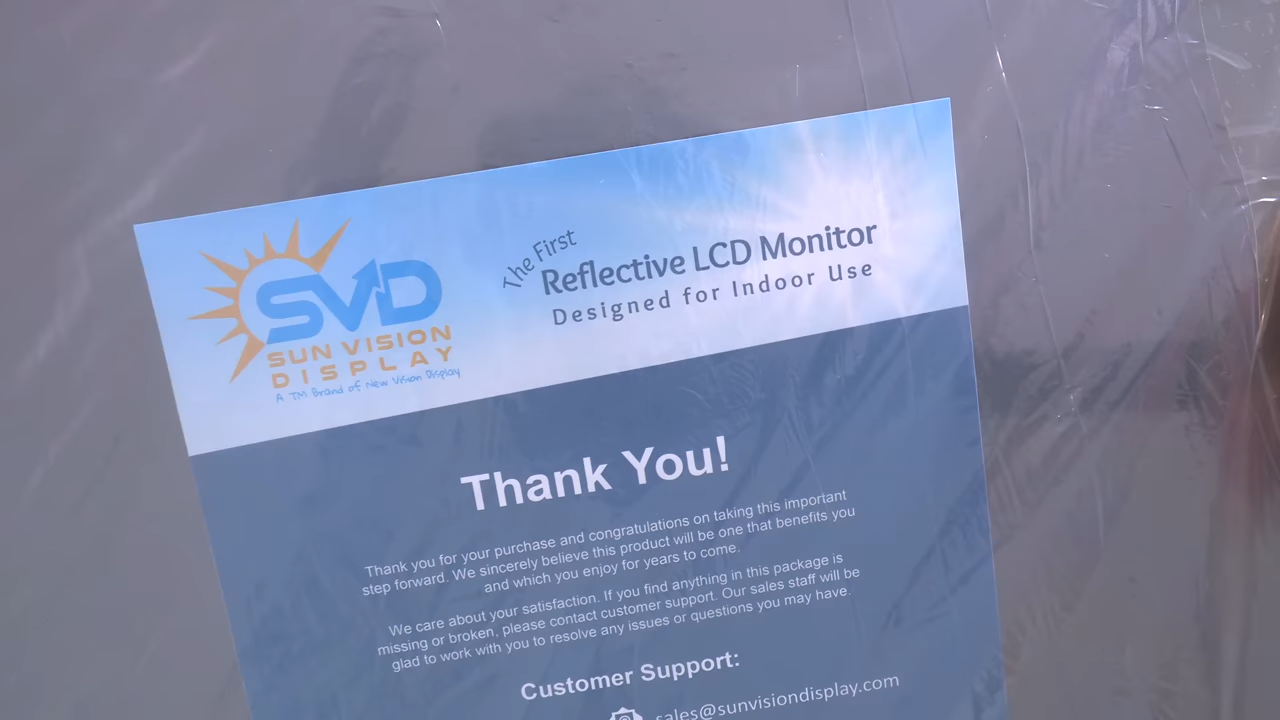 SVD
SUN VISION
DISPLAY
A TM Brand of New Vision Display
The First
Reflective LCD Monitor
Designed for Indoor Use
Thank You!
Thank you for your purchase and congratulations on taking this important
step forward. We sincerely believe this product will be one that benefits you
and which you enjoy for years to come.
We care about your satisfaction. If you find anything in this package is
missing or broken, please contact customer support. Our sales staff will be
glad to work with you to resolve any issues or questions you may have.
Customer Support:
sales@sunvisiondisplay.com